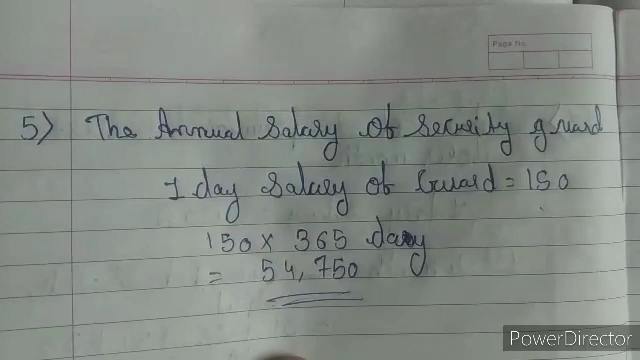 Page No.
5) The Annual Salary Of Security guard
1 day Salary of Guard = 150
150 x 365 day
= 54,750
PowerDirector